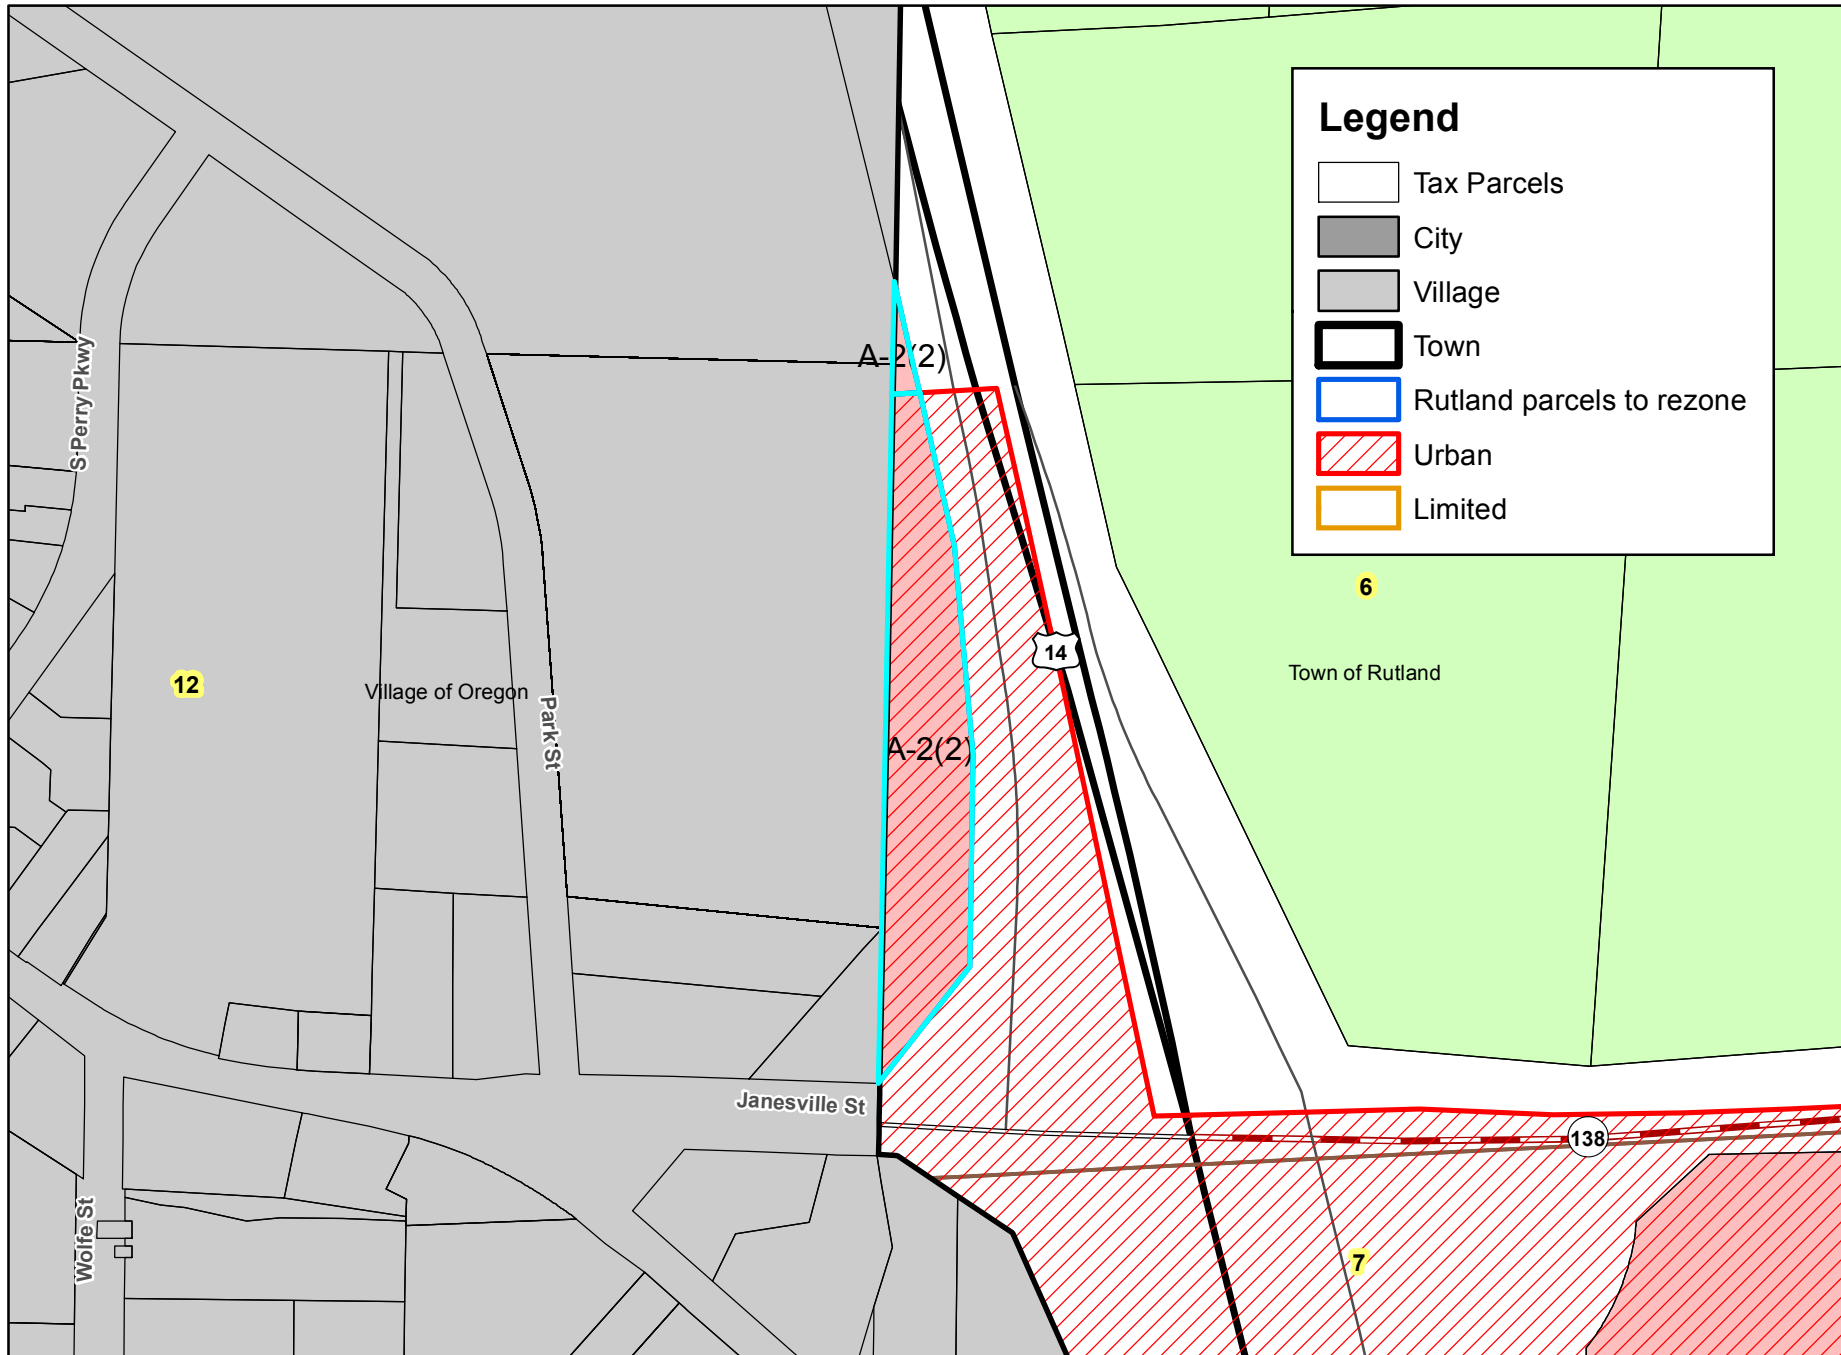 Legend
Tax Parcels
City
Village
Town
Rutland parcels to rezone
Urban
Limited
A-2(2)
S Perry Pkwy
6
14
Town of Rutland
12
Village of Oregon
Park St
A-2(2)
Janesville St
138
Wolfe St
7